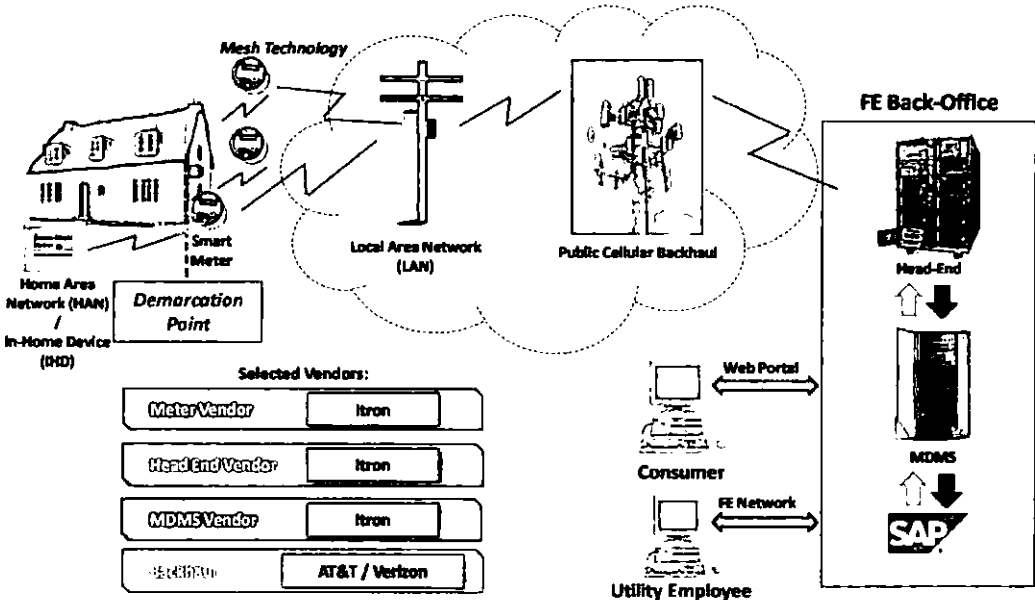 Mesh Technology
FE Back-Office
Smart
Meter
Local Area Network
(LAN)
Public Cellular Backhaul
Head-End
Home Area
Network (HAN)
/
In-Home Device
(IHD)
Demarcation
Point
Selected Vendors:
Meter Vendor
Itron
Head End Vendor
Itron
MDMS Vendor
Itron
Backhaul
AT&T / Verizon
Web Portal
Consumer
FE Network
Utility Employee
MDMS
SAP